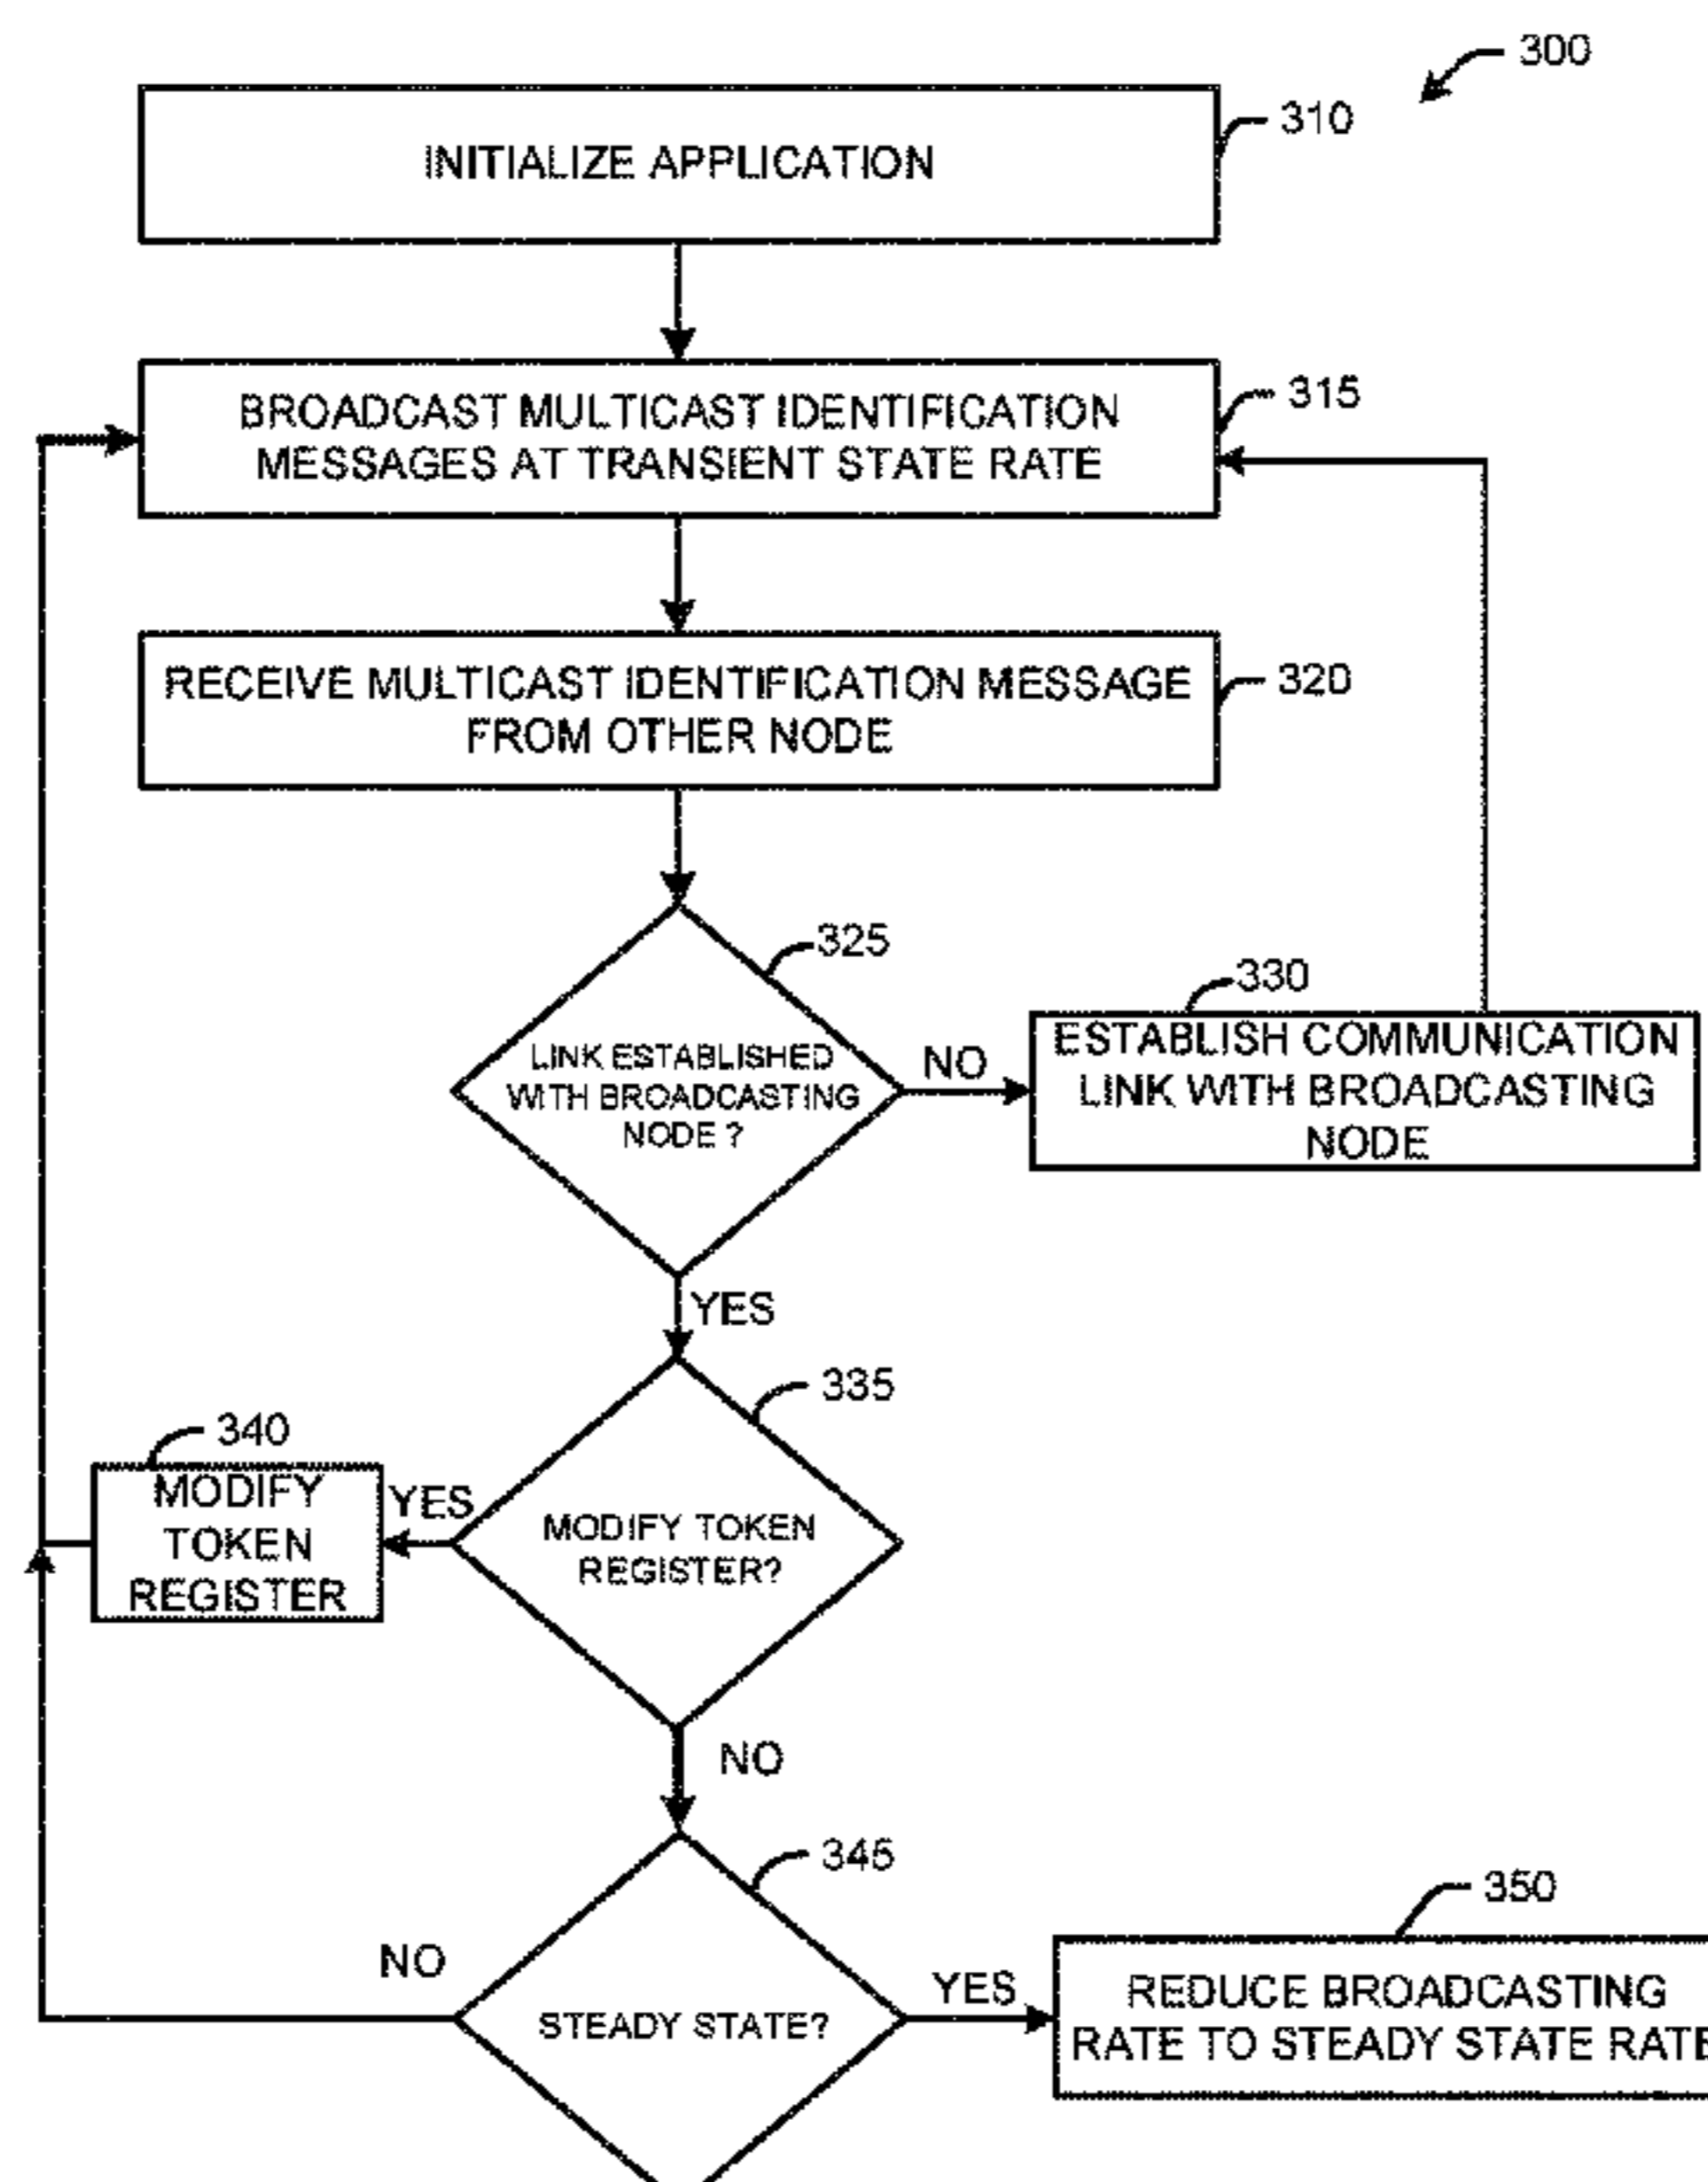 300
310
INITIALIZE APPLICATION
315
BROADCAST MULTICAST IDENTIFICATION
MESSAGES AT TRANSIENT STATE RATE
320
RECEIVE MULTICAST IDENTIFICATION MESSAGE
FROM OTHER NODE
325
LINK ESTABLISHED
WITH BROADCASTING
NODE ?
NO
330
ESTABLISH COMMUNICATION
LINK WITH BROADCASTING
NODE
YES
335
MODIFY TOKEN
REGISTER?
YES
340
MODIFY
TOKEN
REGISTER
NO
345
STEADY STATE?
NO
YES
350
REDUCE BROADCASTING
RATE TO STEADY STATE RATE